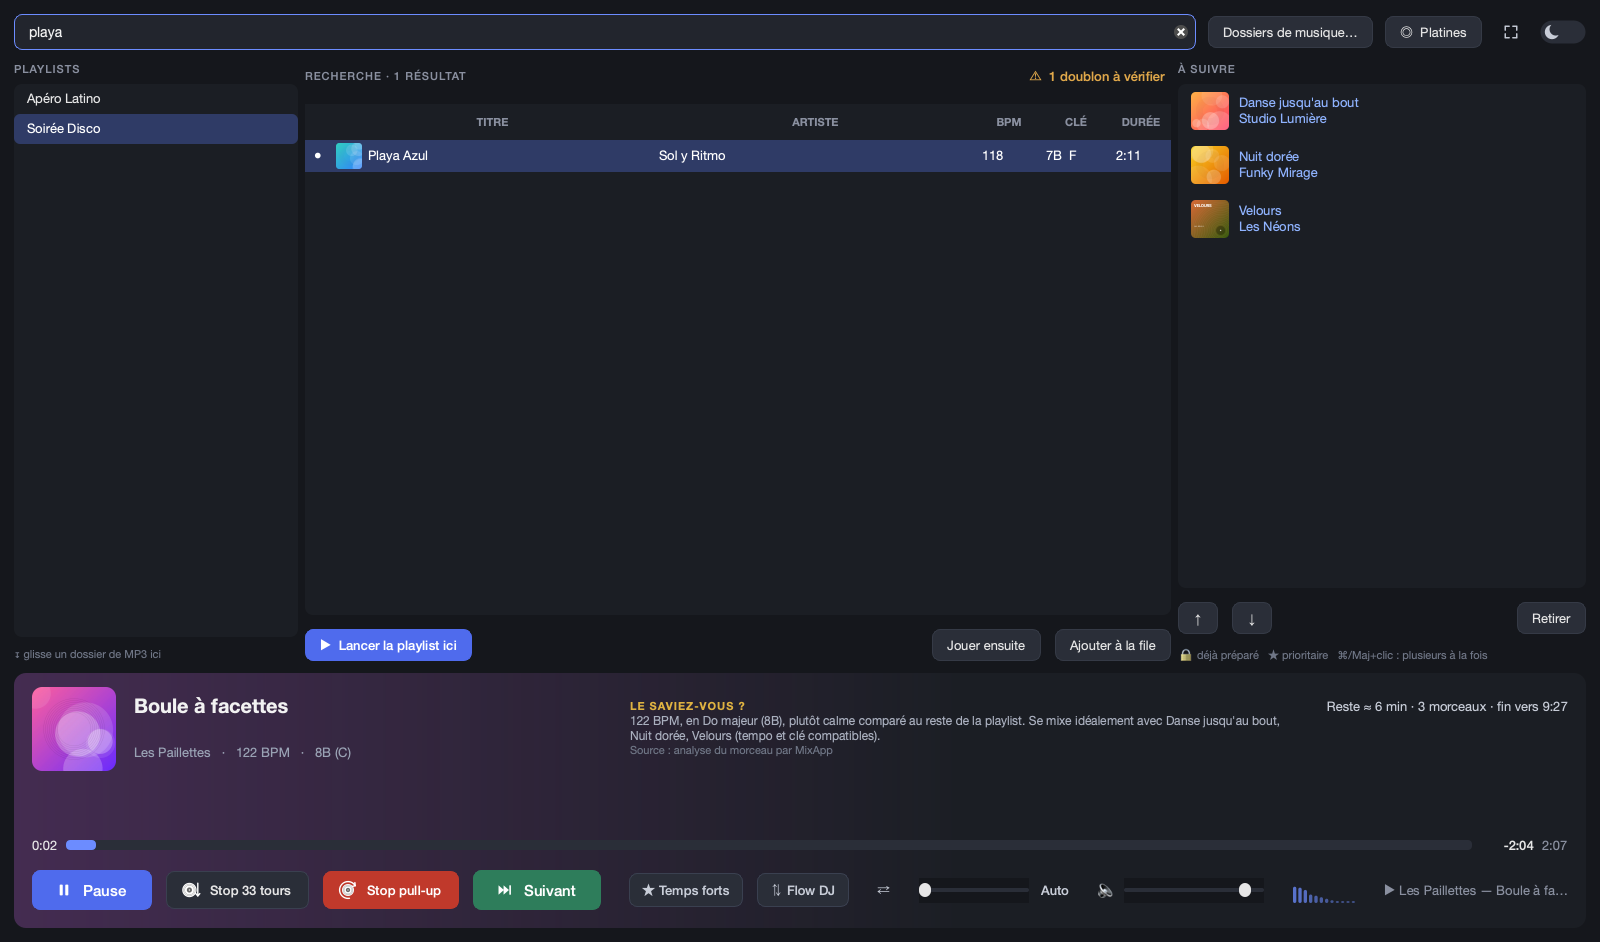 playa
Dossiers de musique...
Platines
PLAYLISTS
Apéro Latino
Soirée Disco
RECHERCHE · 1 RÉSULTAT
⚠ 1 doublon à vérifier
TITRE ARTISTE BPM CLÉ DURÉE
Playa Azul Sol y Ritmo 118 7B F 2:11
À SUIVRE
Danse jusqu'au bout
Studio Lumière
Nuit dorée
Funky Mirage
VELOURS
Velours
Les Néons
↑ ↓ Retirer
▶ Lancer la playlist ici
Jouer ensuite
Ajouter à la file
↧ glisse un dossier de MP3 ici
🔒 déjà préparé ★ prioritaire ⌘/Maj+clic : plusieurs à la fois
Boule à facettes
Les Paillettes · 122 BPM · 8B (C)
LE SAVIEZ-VOUS ?
122 BPM, en Do majeur (8B), plutôt calme comparé au reste de la playlist. Se mixe idéalement avec Danse jusqu'au bout,
Nuit dorée, Velours (tempo et clé compatibles).
Source : analyse du morceau par MixApp
Reste ≈ 6 min · 3 morceaux · fin vers 9:27
0:02
-2:04 2:07
Pause
Stop 33 tours
Stop pull-up
Suivant
★ Temps forts
⇅ Flow DJ
⇄
Auto
▶ Les Paillettes — Boule à fa...